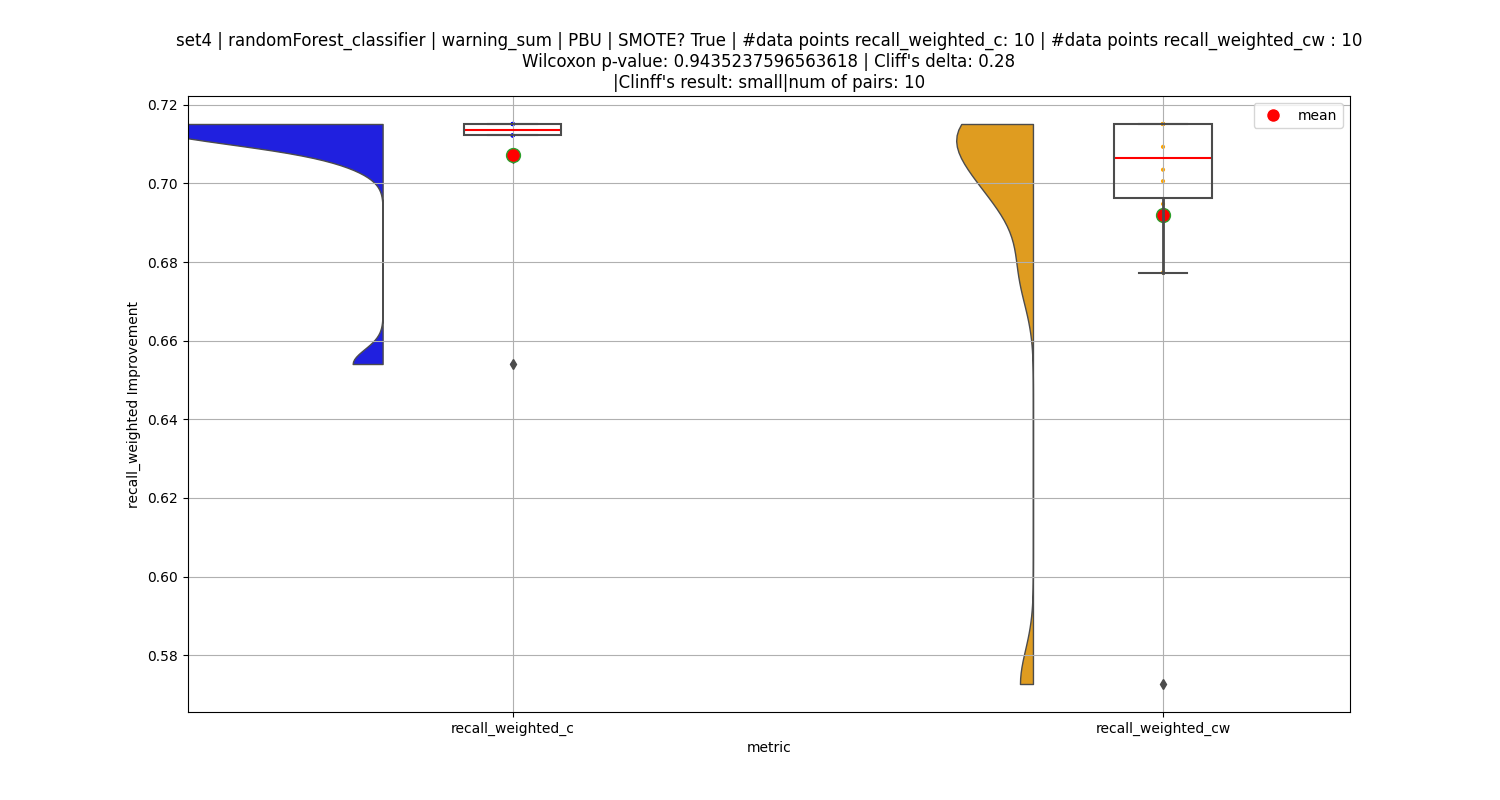 set4 | randomForest_classifier | warning_sum | PBU | SMOTE? True | #data points recall_weighted_c: 10 | #data points recall_weighted_cw : 10
Wilcoxon p-value: 0.9435237596563618 | Cliff's delta: 0.28
|Clinff's result: small|num of pairs: 10
mean
0.72
0.70
0.68
0.66
0.64
0.62
0.60
0.58
recall_weighted Improvement
recall_weighted_c
recall_weighted_cw
metric